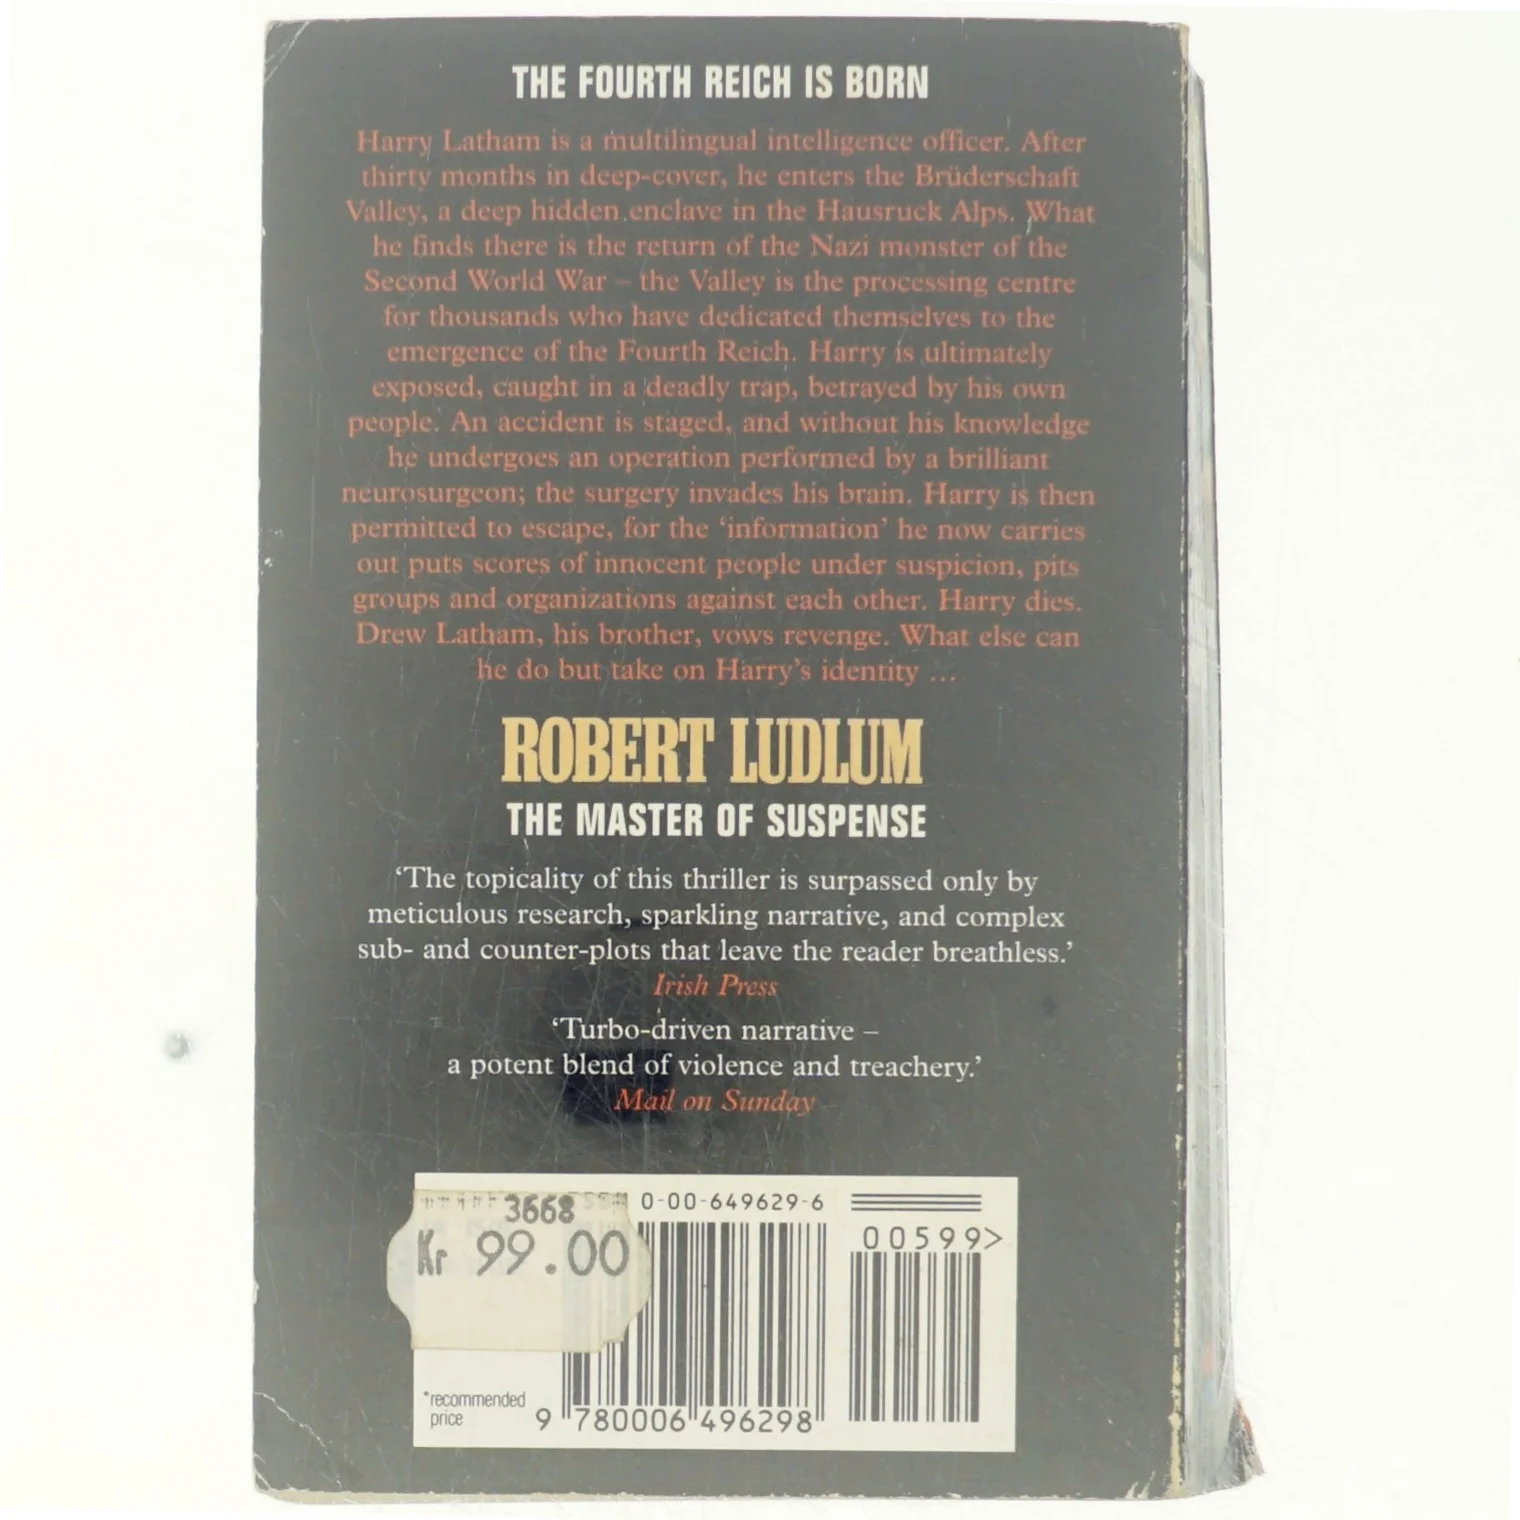 THE FOURTH REICH IS BORN
Harry Latham is a multilingual intelligence officer. After
thirty months in deep-cover, he enters the Brüderschaft
Valley, a deep hidden enclave in the Hausruck Alps. What
he finds there is the return of the Nazi monster of the
Second World War – the Valley is the processing centre
for thousands who have dedicated themselves to the
emergence of the Fourth Reich. Harry is ultimately
exposed, caught in a deadly trap, betrayed by his own
people. An accident is staged, and without his knowledge
he undergoes an operation performed by a brilliant
neurosurgeon; the surgery invades his brain. Harry is then
permitted to escape, for the ‘information’ he now carries
out puts scores of innocent people under suspicion, pits
groups and organizations against each other. Harry dies.
Drew Latham, his brother, vows revenge. What else can
he do but take on Harry’s identity ...
ROBERT LUDLUM
THE MASTER OF SUSPENSE
‘The topicality of this thriller is surpassed only by
meticulous research, sparkling narrative, and complex
sub- and counter-plots that leave the reader breathless.’
Irish Press
‘Turbo-driven narrative –
a potent blend of violence and treachery.’
Mail on Sunday
3668
Kr 99.00
0-00-649629-6
00599>
*recommended
price
9 780006 496298